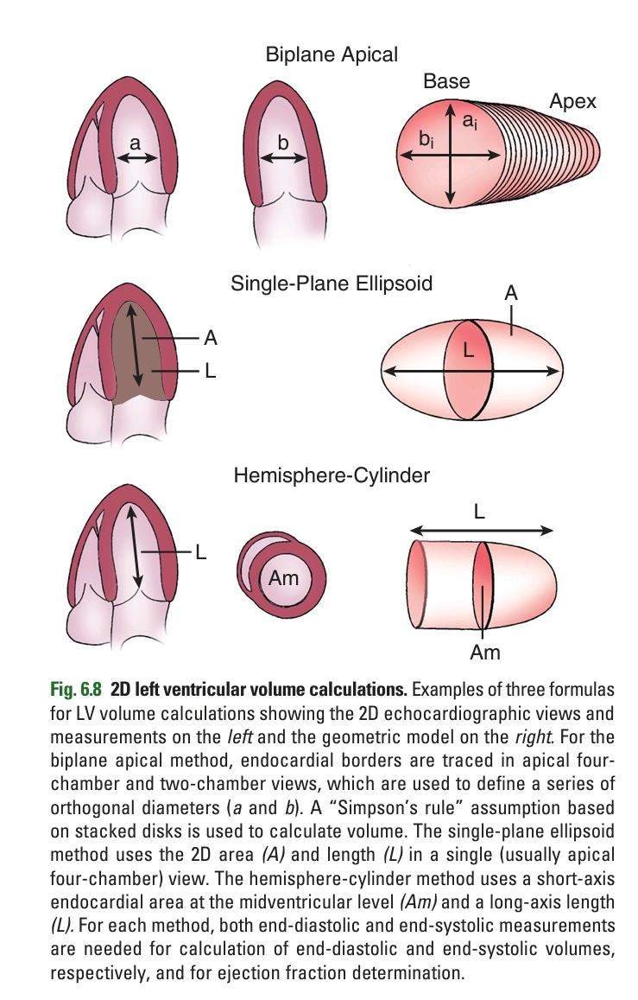 Biplane Apical
Base
Apex
a
b
ai
bi
Single-Plane Ellipsoid
A
L
A
L
Hemisphere-Cylinder
L
Am
L
Am
Fig. 6.8 2D left ventricular volume calculations. Examples of three formulas
for LV volume calculations showing the 2D echocardiographic views and
measurements on the left and the geometric model on the right. For the
biplane apical method, endocardial borders are traced in apical four-
chamber and two-chamber views, which are used to define a series of
orthogonal diameters (a and b). A “Simpson’s rule” assumption based
on stacked disks is used to calculate volume. The single-plane ellipsoid
method uses the 2D area (A) and length (L) in a single (usually apical
four-chamber) view. The hemisphere-cylinder method uses a short-axis
endocardial area at the midventricular level (Am) and a long-axis length
(L). For each method, both end-diastolic and end-systolic measurements
are needed for calculation of end-diastolic and end-systolic volumes,
respectively, and for ejection fraction determination.